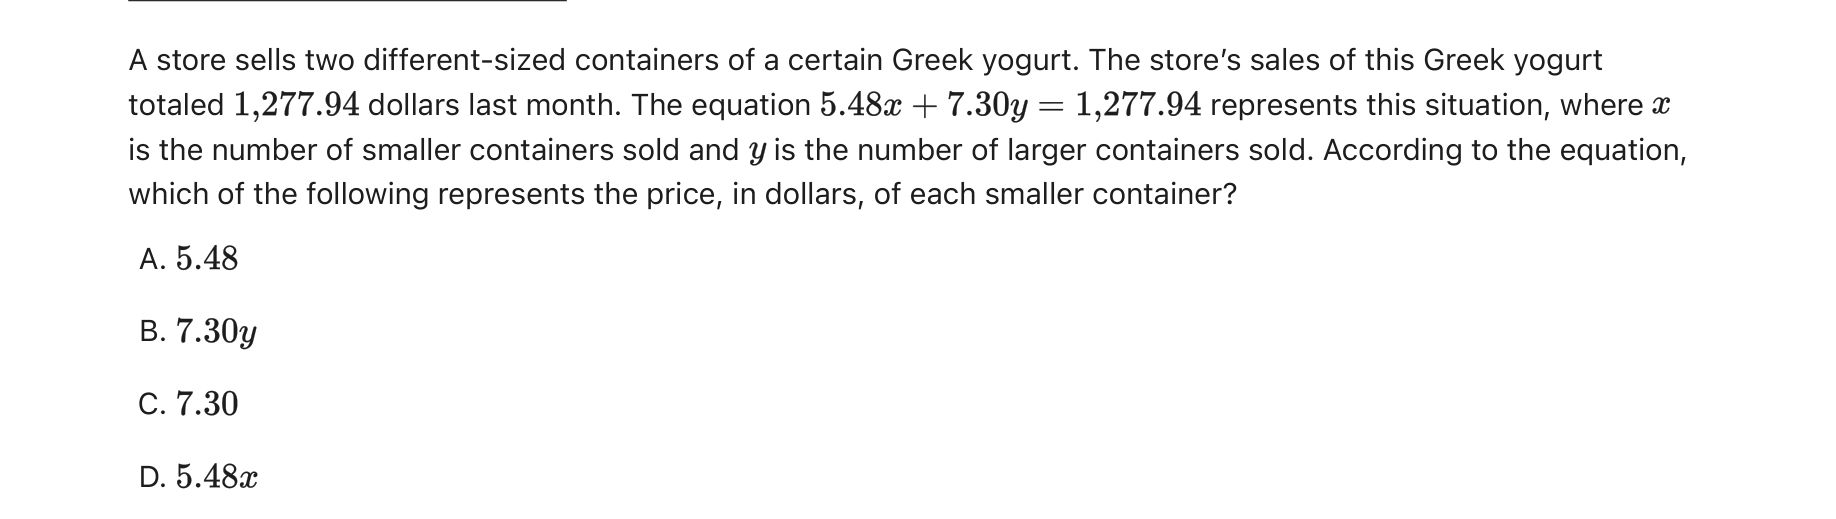 A store sells two different-sized containers of a certain Greek yogurt. The store's sales of this Greek yogurt
totaled 1,277.94 dollars last month. The equation 5.48x + 7.30y = 1,277.94 represents this situation, where x
is the number of smaller containers sold and y is the number of larger containers sold. According to the equation,
which of the following represents the price, in dollars, of each smaller container?
A. 5.48
B. 7.30y
C. 7.30
D. 5.48x